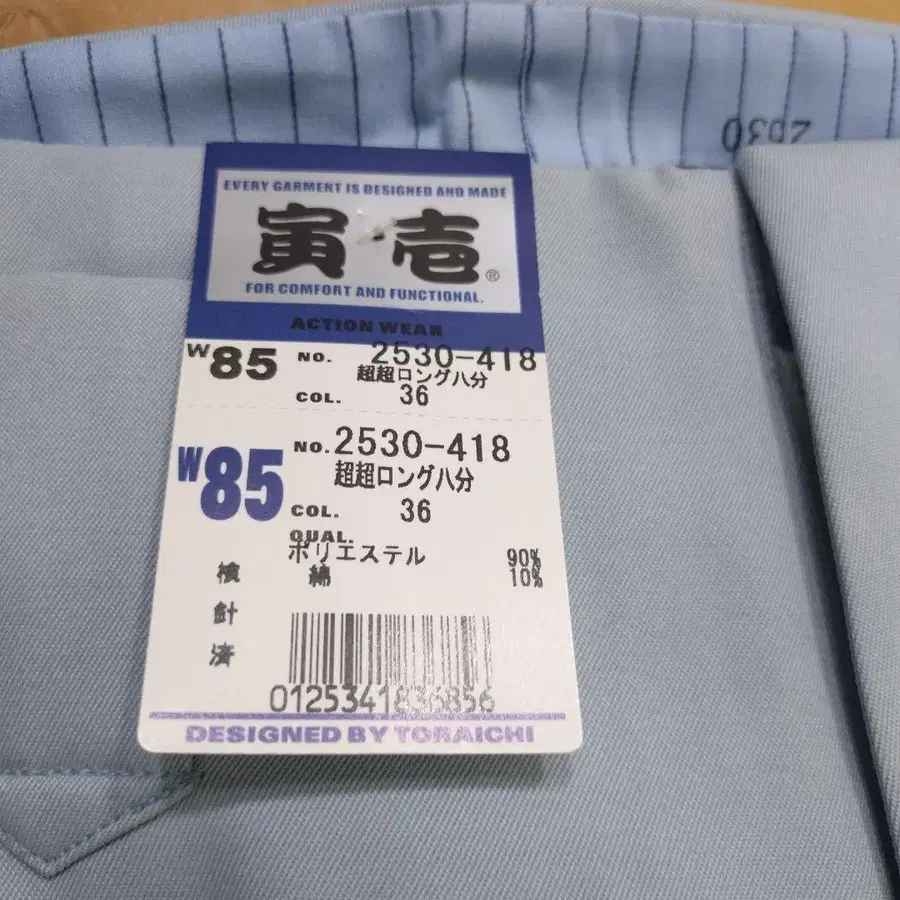 2530
EVERY GARMENT IS DESIGNED AND MADE
寅壱®
FOR COMFORT AND FUNCTIONAL.
ACTION WEAR
W85 NO. 2530-418
超超ロング八分
COL. 36
W85 NO. 2530-418
超超ロング八分
COL. 36
QUAL.
ポリエステル 90%
綿 10%
検針済
0125341836856
DESIGNED BY TORAICHI